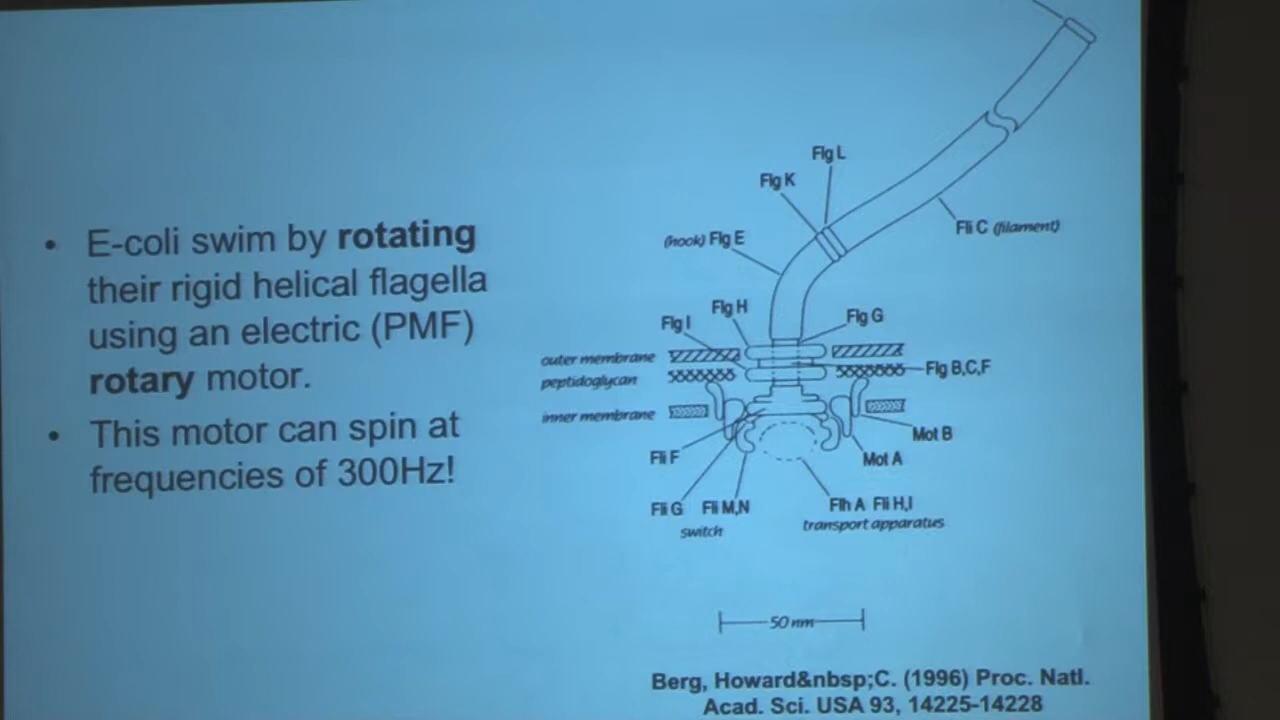 • E-coli swim by rotating
their rigid helical flagella
using an electric (PMF)
rotary motor.
• This motor can spin at
frequencies of 300Hz!
Flg L
Flg K
Fli C (filament)
(hook) Flg E
Flg H
Flg I
Flg G
outer membrane
peptidoglycan
Flg B,C,F
inner membrane
Mot B
Fli F
Mot A
Fli G
Fli M,N
switch
Flh A Fli H,I
transport apparatus
50 nm
Berg, Howard&nbsp;C. (1996) Proc. Natl.
Acad. Sci. USA 93, 14225-14228